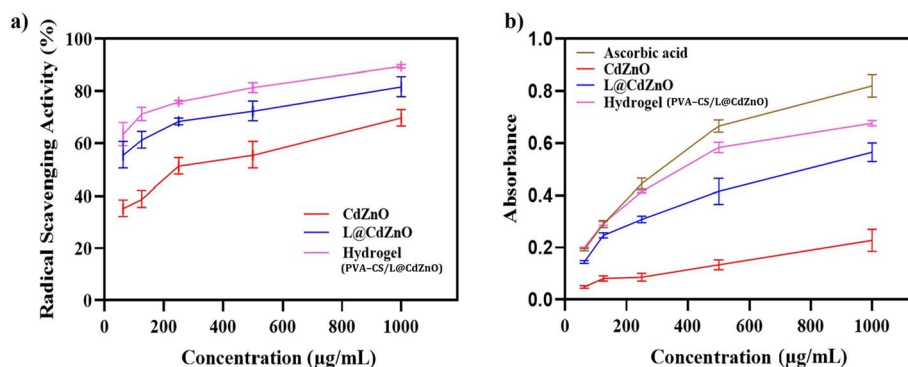 a)
Radical Scavenging Activity (%)
100
80
60
40
20
0
0
200
400
600
800
1000
Concentration (µg/mL)
CdZnO
L@CdZnO
Hydrogel
(PVA-CS/L@CdZnO)
b)
Absorbance
1.0
0.8
0.6
0.4
0.2
0.0
0
200
400
600
800
1000
Concentration (µg/mL)
Ascorbic acid
CdZnO
L@CdZnO
Hydrogel (PVA-CS/L@CdZnO)